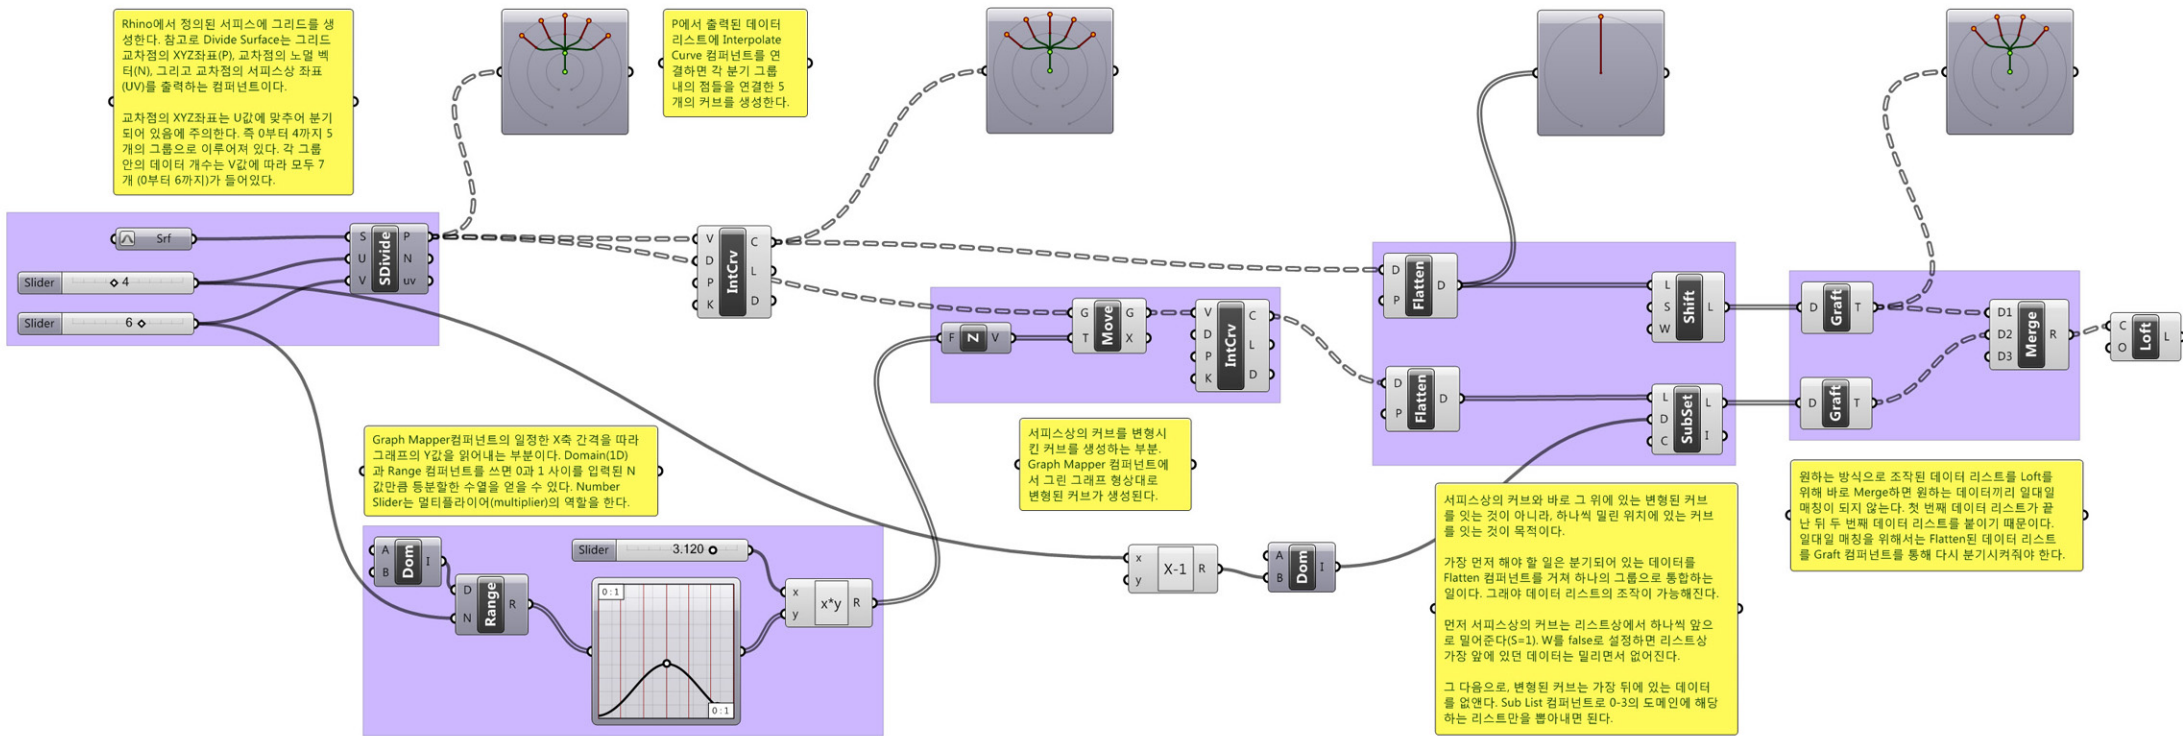 Rhino에서 정의된 서피스에 그리드를 생
성한다. 참고로 Divide Surface는 그리드
교차점의 XYZ좌표(P), 교차점의 노멀 벡
터(N), 그리고 교차점의 서피스상 좌표
(UV)를 출력하는 컴퍼넌트이다.
교차점의 XYZ좌표는 U값에 맞추어 분기
되어 있음에 주의한다. 즉 0부터 4까지 5
개의 그룹으로 이루어져 있다. 각 그룹
안의 데이터 개수는 V값에 따라 모두 7
개 (0부터 6까지)가 들어있다.
P에서 출력된 데이터
리스트에 Interpolate
Curve 컴퍼넌트를 연
결하면 각 분기 그룹
내의 점들을 연결한 5
개의 커브를 생성한다.
Srf
Slider 4
Slider 6
S U V SDivide P N uv
V D P K IntCrv C L D
F Z V
G T Move G X
V D P K IntCrv C L D
D P Flatten D
D P Flatten D
L S W Shift L
L D C SubSet L I
D Graft T
D Graft T
D1 D2 D3 Merge R
C O Loft L
Graph Mapper컴퍼넌트의 일정한 X축 간격을 따라
그래프의 Y값을 읽어내는 부분이다. Domain(1D)
과 Range 컴퍼넌트를 쓰면 0과 1 사이를 입력된 N
값만큼 등분할한 수열을 얻을 수 있다. Number
Slider는 멀티플라이어(multiplier)의 역할을 한다.
A B Dom I
D N Range R
Slider 3.120
0 : 1
0 : 1
x y x*y R
서피스상의 커브를 변형시
킨 커브를 생성하는 부분.
Graph Mapper 컴퍼넌트에
서 그린 그래프 형상대로
변형된 커브가 생성된다.
x y X-1 R
A B Dom I
서피스상의 커브와 바로 그 위에 있는 변형된 커브
를 잇는 것이 아니라, 하나씩 밀린 위치에 있는 커브
를 잇는 것이 목적이다.
가장 먼저 해야 할 일은 분기되어 있는 데이터를
Flatten 컴퍼넌트를 거쳐 하나의 그룹으로 통합하는
일이다. 그래야 데이터 리스트의 조작이 가능해진다.
먼저 서피스상의 커브는 리스트상에서 하나씩 앞으
로 밀어준다(S=1). W를 false로 설정하면 리스트상
가장 앞에 있던 데이터는 밀리면서 없어진다.
그 다음으로, 변형된 커브는 가장 뒤에 있는 데이터
를 없앤다. Sub List 컴퍼넌트로 0-3의 도메인에 해당
하는 리스트만을 뽑아내면 된다.
원하는 방식으로 조작된 데이터 리스트를 Loft를
위해 바로 Merge하면 원하는 데이터끼리 일대일
매칭이 되지 않는다. 첫 번째 데이터 리스트가 끝
난 뒤 두 번째 데이터 리스트를 붙이기 때문이다.
일대일 매칭을 위해서는 Flatten된 데이터 리스트
를 Graft 컴퍼넌트를 통해 다시 분기시켜줘야 한다.